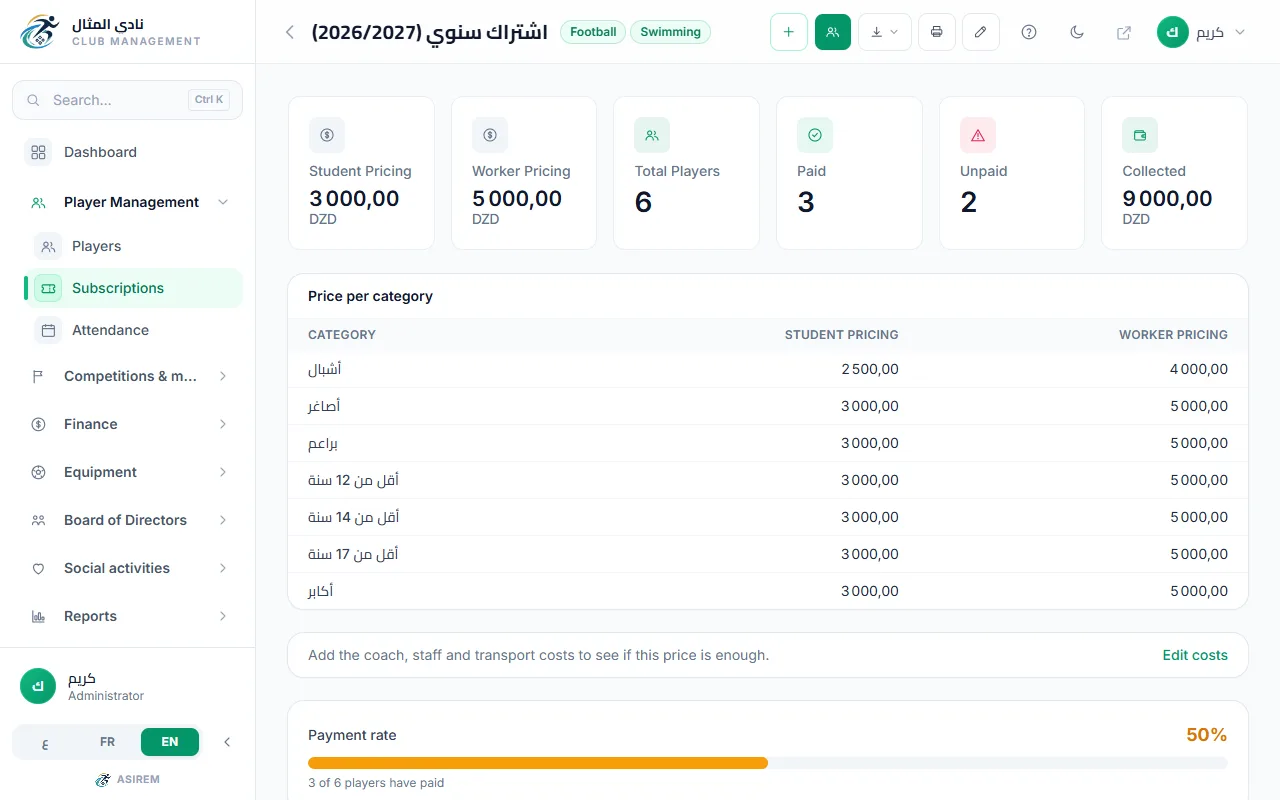 نادي المثال
CLUB MANAGEMENT
Search...
Ctrl K
Dashboard
Player Management
Players
Subscriptions
Attendance
Competitions & m...
Finance
Equipment
Board of Directors
Social activities
Reports
ك
كريم
Administrator
ع
FR
EN
ASIREM
اشتراك سنوي (2026/2027)
Football
Swimming
ك
كريم
Student Pricing
3 000,00
DZD
Worker Pricing
5 000,00
DZD
Total Players
6
Paid
3
Unpaid
2
Collected
9 000,00
DZD
Price per category
CATEGORY STUDENT PRICING WORKER PRICING
أشبال 2 500,00 4 000,00
أصاغر 3 000,00 5 000,00
براعم 3 000,00 5 000,00
أقل من 12 سنة 3 000,00 5 000,00
أقل من 14 سنة 3 000,00 5 000,00
أقل من 17 سنة 3 000,00 5 000,00
أكابر 3 000,00 5 000,00
Add the coach, staff and transport costs to see if this price is enough. Edit costs
Payment rate 50%
3 of 6 players have paid